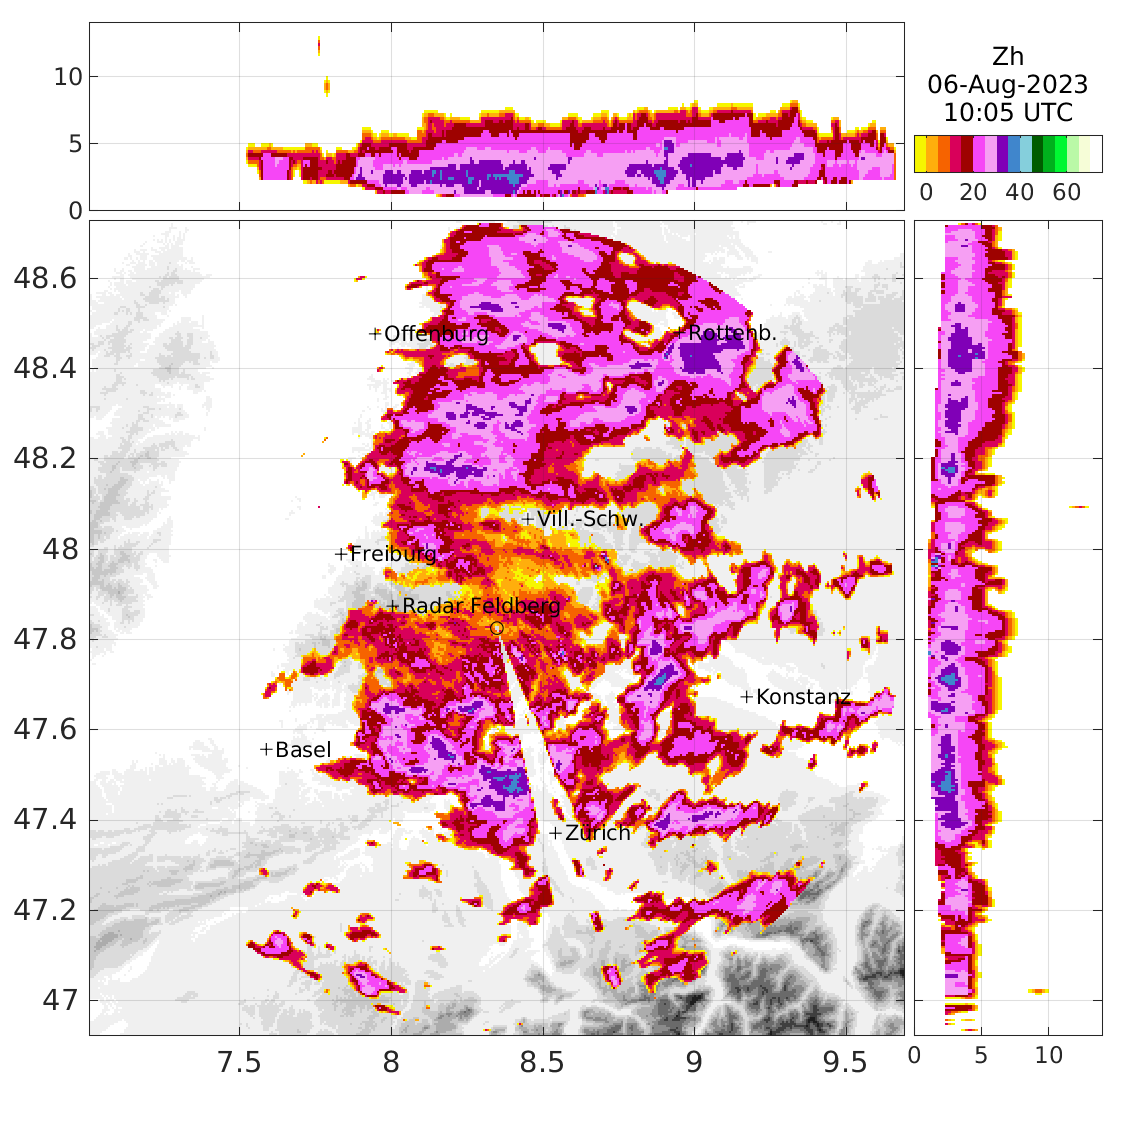 10
5
0
Zh
06-Aug-2023
10:05 UTC
0 20 40 60
48.6
48.4
48.2
48
47.8
47.6
47.4
47.2
47
+Offenburg
+Rottenb.
+Vill.-Schw.
+Freiburg
+Radar Feldberg
+Konstanz
+Basel
+Zürich
7.5 8 8.5 9 9.5
0 5 10